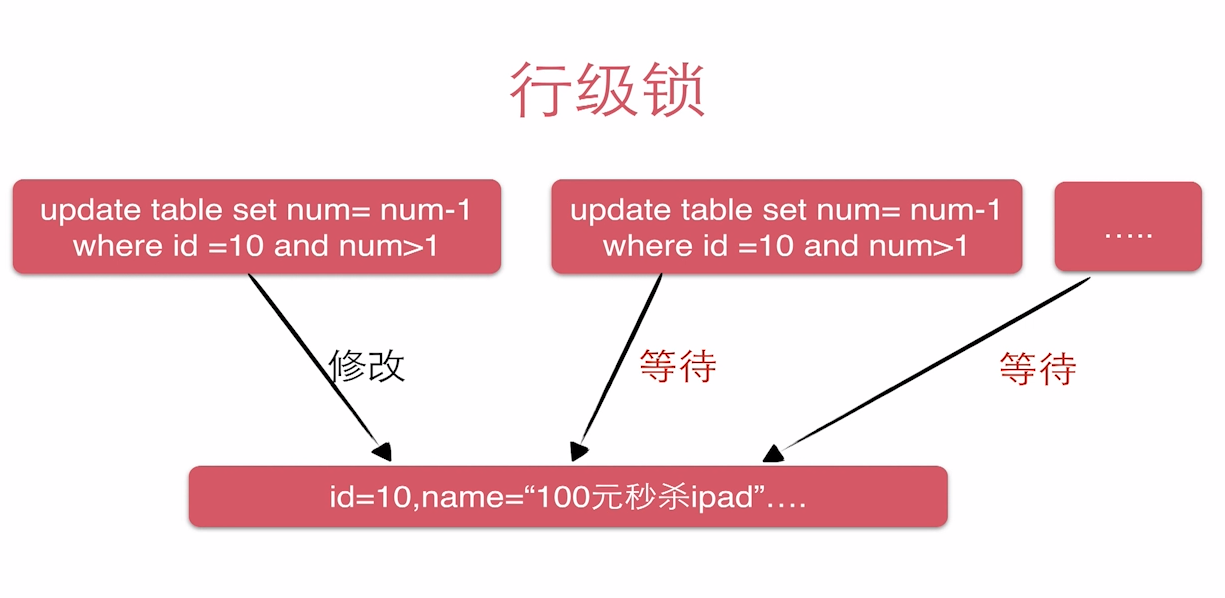 行级锁
update table set num= num-1
where id =10 and num>1
update table set num= num-1
where id =10 and num>1
.....
修改
等待
等待
id=10,name=“100元秒杀ipad”....